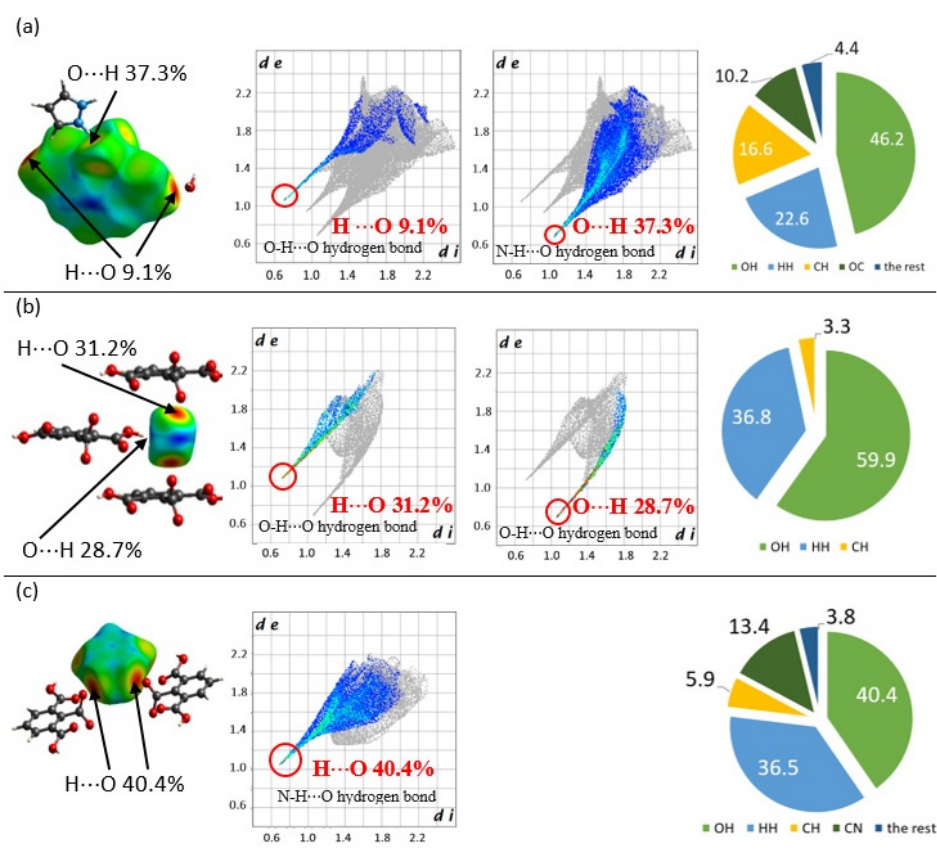 (a)
O···H 37.3%
H···O 9.1%
d e
2.2
1.8
1.4
1.0
0.6
H···O 9.1%
O-H···O hydrogen bond
d i
0.6 1.0 1.4 1.8 2.2
d e
2.2
1.8
1.4
1.0
0.6
O···H 37.3%
N-H···O hydrogen bond
d i
0.6 1.0 1.4 1.8 2.2
4.4
10.2
46.2
16.6
22.6
OH HH CH OC the rest
(b)
H···O 31.2%
O···H 28.7%
d e
2.2
1.8
1.4
1.0
0.6
H···O 31.2%
O-H···O hydrogen bond
d i
0.6 1.0 1.4 1.8 2.2
d e
2.2
1.8
1.4
1.0
0.6
O···H 28.7%
O-H···O hydrogen bond
d i
0.6 1.0 1.4 1.8 2.2
3.3
36.8
59.9
OH HH CH
(c)
H···O 40.4%
d e
2.2
1.8
1.4
1.0
0.6
H···O 40.4%
N-H···O hydrogen bond
d i
0.6 1.0 1.4 1.8 2.2
3.8
13.4
5.9
40.4
36.5
OH HH CH CN the rest